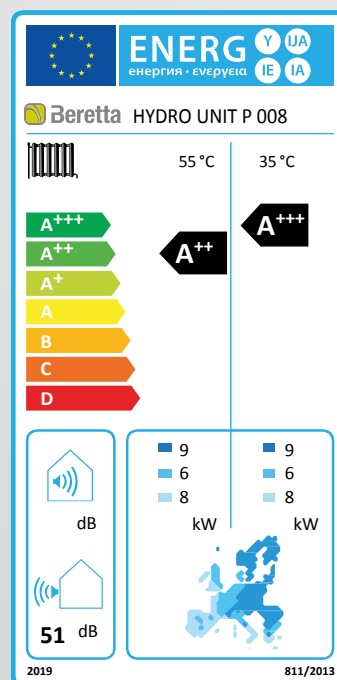 ENERG Y IJA
енергия · ενεργεια IE IA
Beretta HYDRO UNIT P 008
55 °C 35 °C
A+++
A++
A+
A
B
C
D
A++
A+++
9 9
6 6
8 8
kW kW
dB
51 dB
2019 811/2013